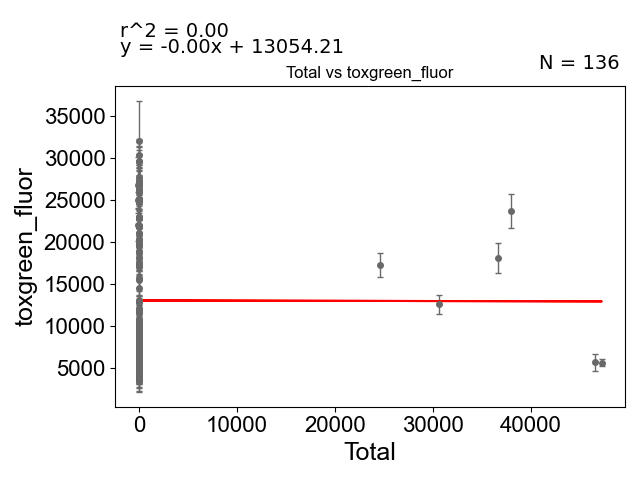 r^2 = 0.00
y = -0.00x + 13054.21
N = 136
Total vs toxgreen_fluor
35000
30000
25000
20000
15000
10000
5000
toxgreen_fluor
0 10000 20000 30000 40000
Total